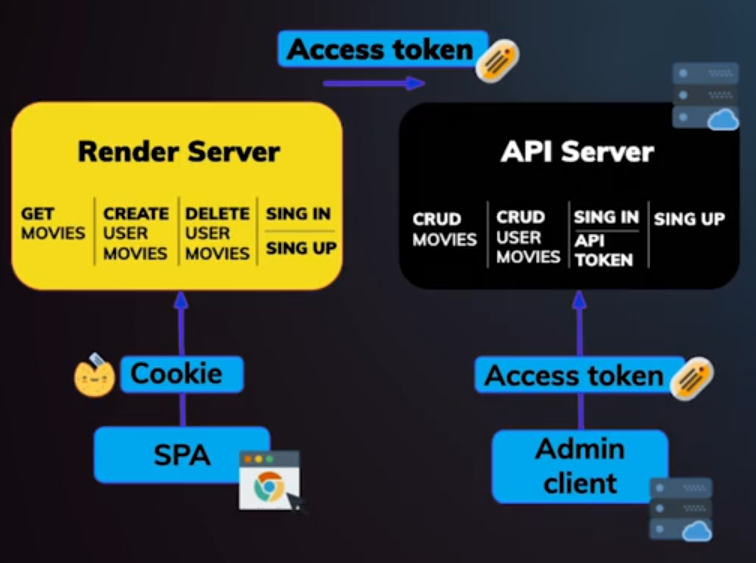 Access token
Render Server
GET
MOVIES
CREATE
USER
MOVIES
DELETE
USER
MOVIES
SING IN
SING UP
API Server
CRUD
MOVIES
CRUD
USER
MOVIES
SING IN
API
TOKEN
SING UP
Cookie
Access token
SPA
Admin
client